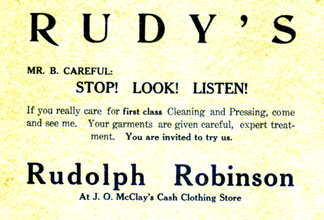 RUDY'S
MR. B. CAREFUL:
STOP! LOOK! LISTEN!
If you really care for first class Cleaning and Pressing, come
and see me. Your garments are given careful, expert treat-
ment. You are invited to try us.
Rudolph Robinson
At J. O. McClay's Cash Clothing Store